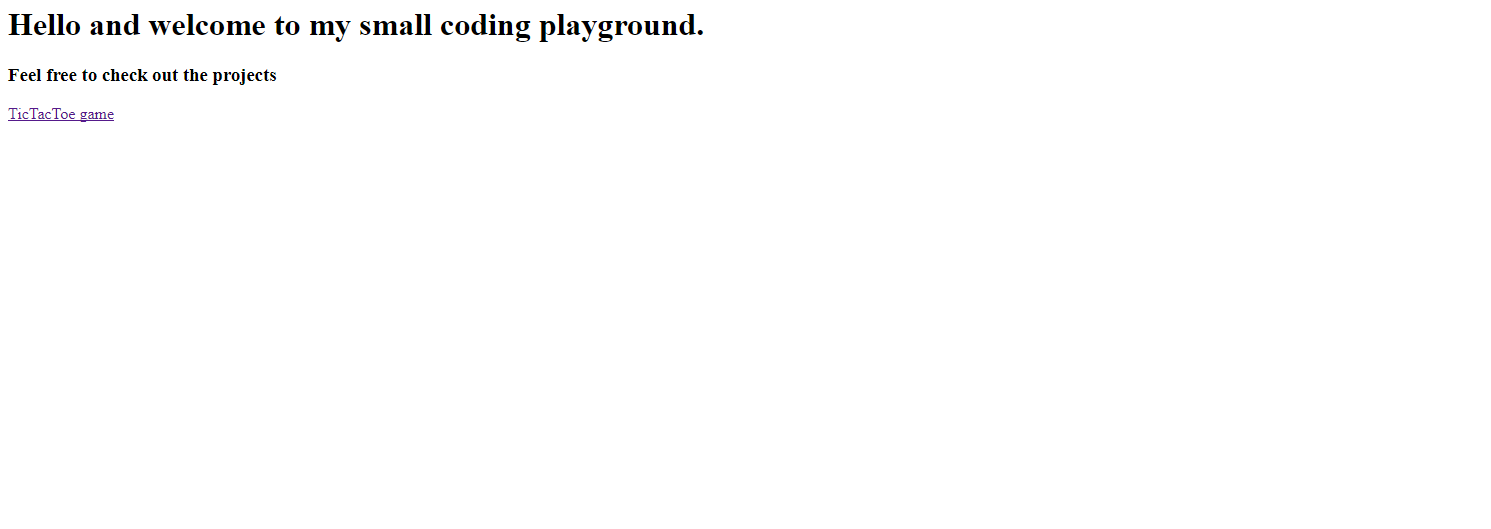 Hello and welcome to my small coding playground.
Feel free to check out the projects
TicTacToe game